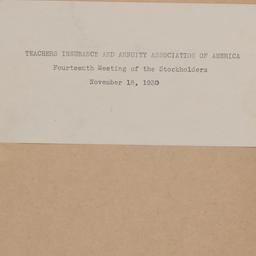 TEACHERS INSURANCE AND ANNUITY ASSOCIATION OF AMERICA
Fourteenth Meeting of the Stockholders
November 18, 1930